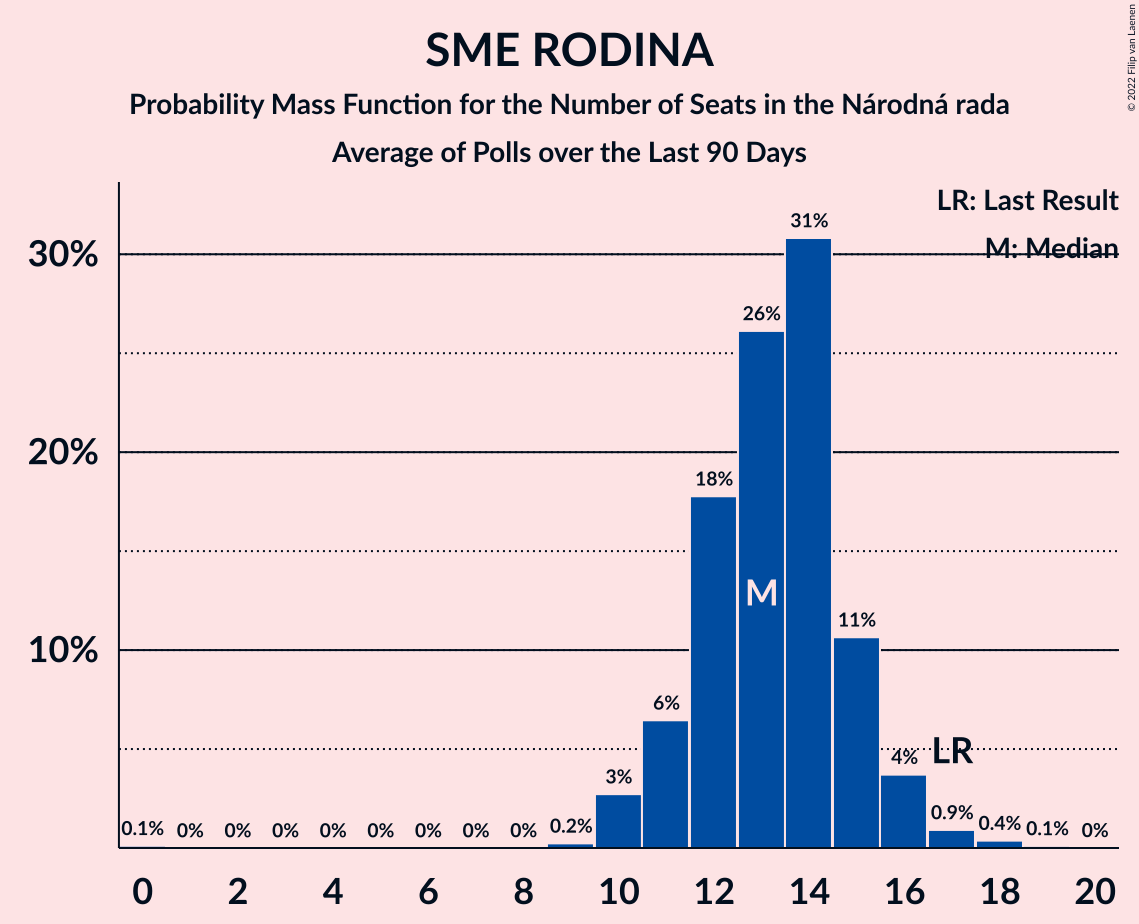 SME RODINA
Probability Mass Function for the Number of Seats in the Národná rada
Average of Polls over the Last 90 Days
© 2022 Filip van Laenen
LR: Last Result
M: Median
30%
20%
10%
0.1% 0% 0% 0% 0% 0% 0% 0% 0% 0.2% 3% 6% 18% 26% 31% 11% 4% 0.9% 0.4% 0.1% 0%
M
LR
0 2 4 6 8 10 12 14 16 18 20